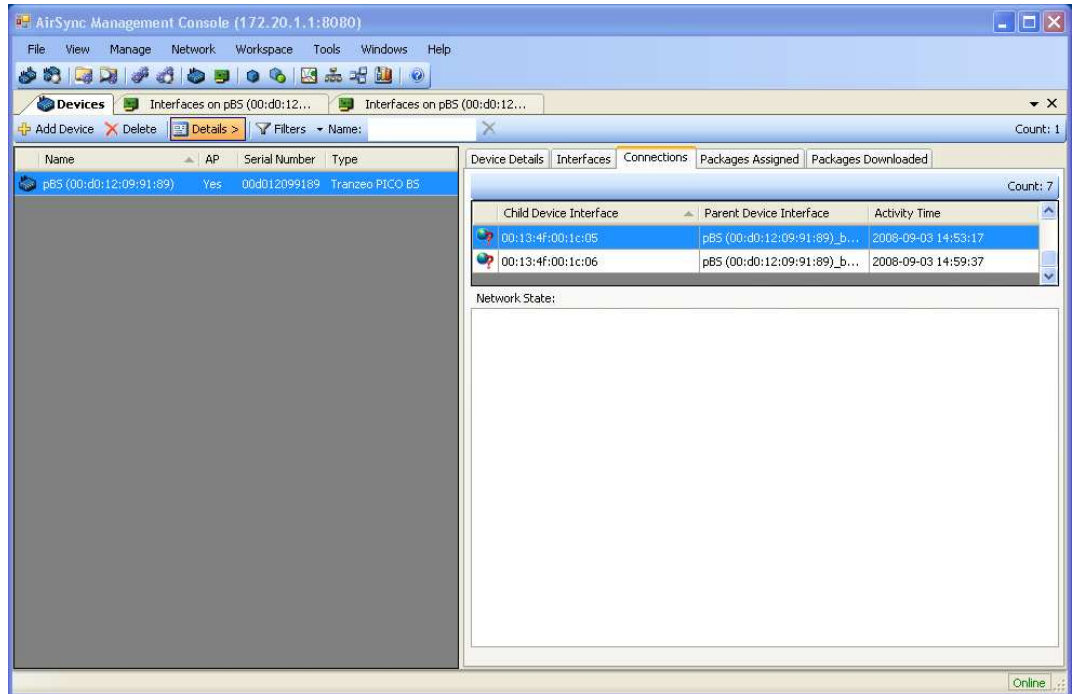 AirSync Management Console (172.20.1.1:8080)
File View Manage Network Workspace Tools Windows Help
Devices Interfaces on pBS (00:d0:12... Interfaces on pBS (00:d0:12...
Add Device Delete Details > Filters Name: Count: 1
Name AP Serial Number Type
pBS (00:d0:12:09:91:89) Yes 00d012099189 Tranzeo PICO BS
Device Details Interfaces Connections Packages Assigned Packages Downloaded
Count: 7
Child Device Interface Parent Device Interface Activity Time
00:13:4f:00:1c:05 pBS (00:d0:12:09:91:89)_b... 2008-09-03 14:53:17
00:13:4f:00:1c:06 pBS (00:d0:12:09:91:89)_b... 2008-09-03 14:59:37
Network State:
Online